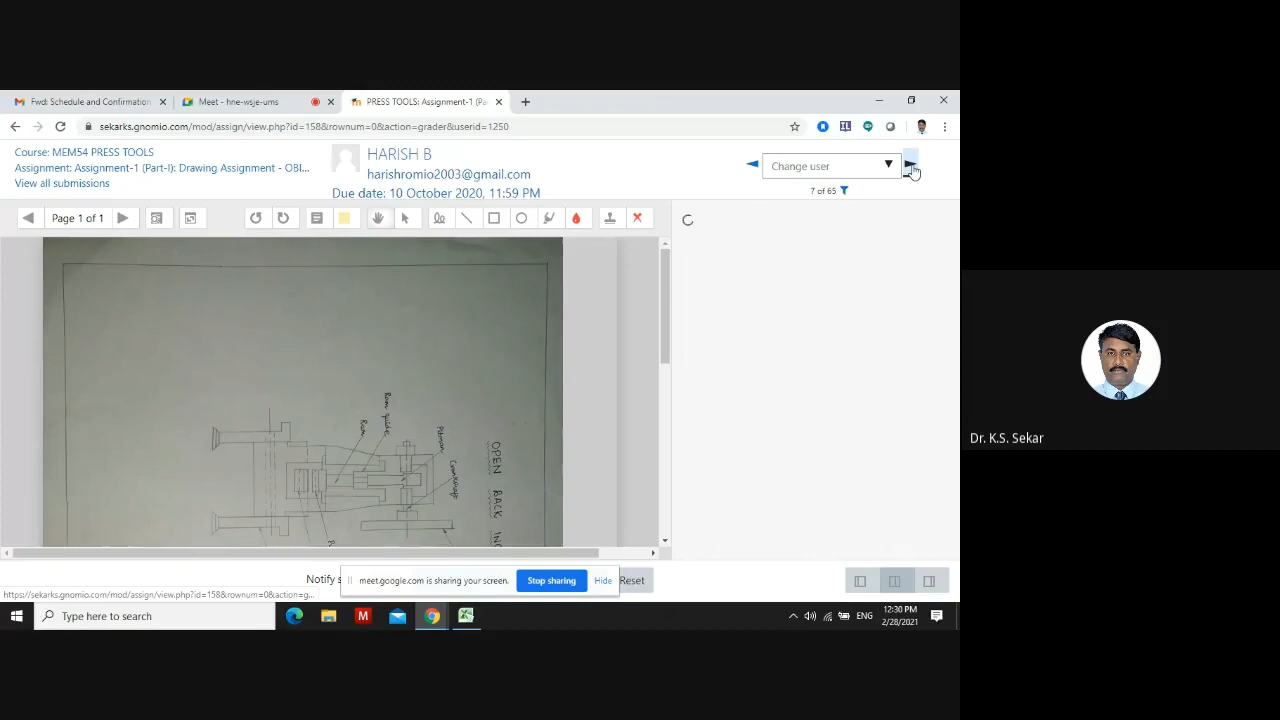 Fwd: Schedule and Confirmation
Meet - hne-wsje-ums
PRESS TOOLS: Assignment-1 (Pa
sekarks.gnomio.com/mod/assign/view.php?id=158&rownum=0&action=grader&userid=1250
Course: MEM54 PRESS TOOLS
Assignment: Assignment-1 (Part-I): Drawing Assignment - OBI...
View all submissions
HARISH B
harishromio2003@gmail.com
Due date: 10 October 2020, 11:59 PM
Change user
7 of 65
Page 1 of 1
OPEN BACK INC
Crankshaft
Pitman
Ram guide
Ram
Notify s
meet.google.com is sharing your screen.
Stop sharing
Hide
Reset
https://sekarks.gnomio.com/mod/assign/view.php?id=158&rownum=0&action=g...
Type here to search
ENG
12:30 PM
2/28/2021
Dr. K.S. Sekar